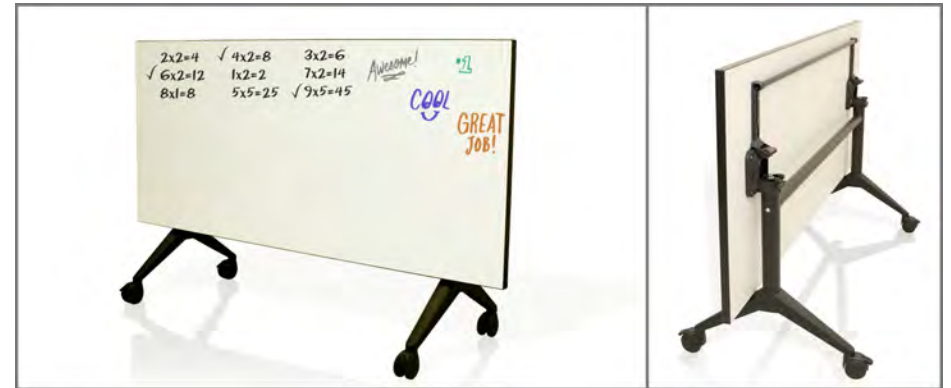 2x2=4 ✓ 4x2=8 3x2=6
✓ 6x2=12 1x2=2 7x2=14
8x1=8 5x5=25 ✓ 9x5=45
Awesome!
#1
COOL
GREAT
JOB!